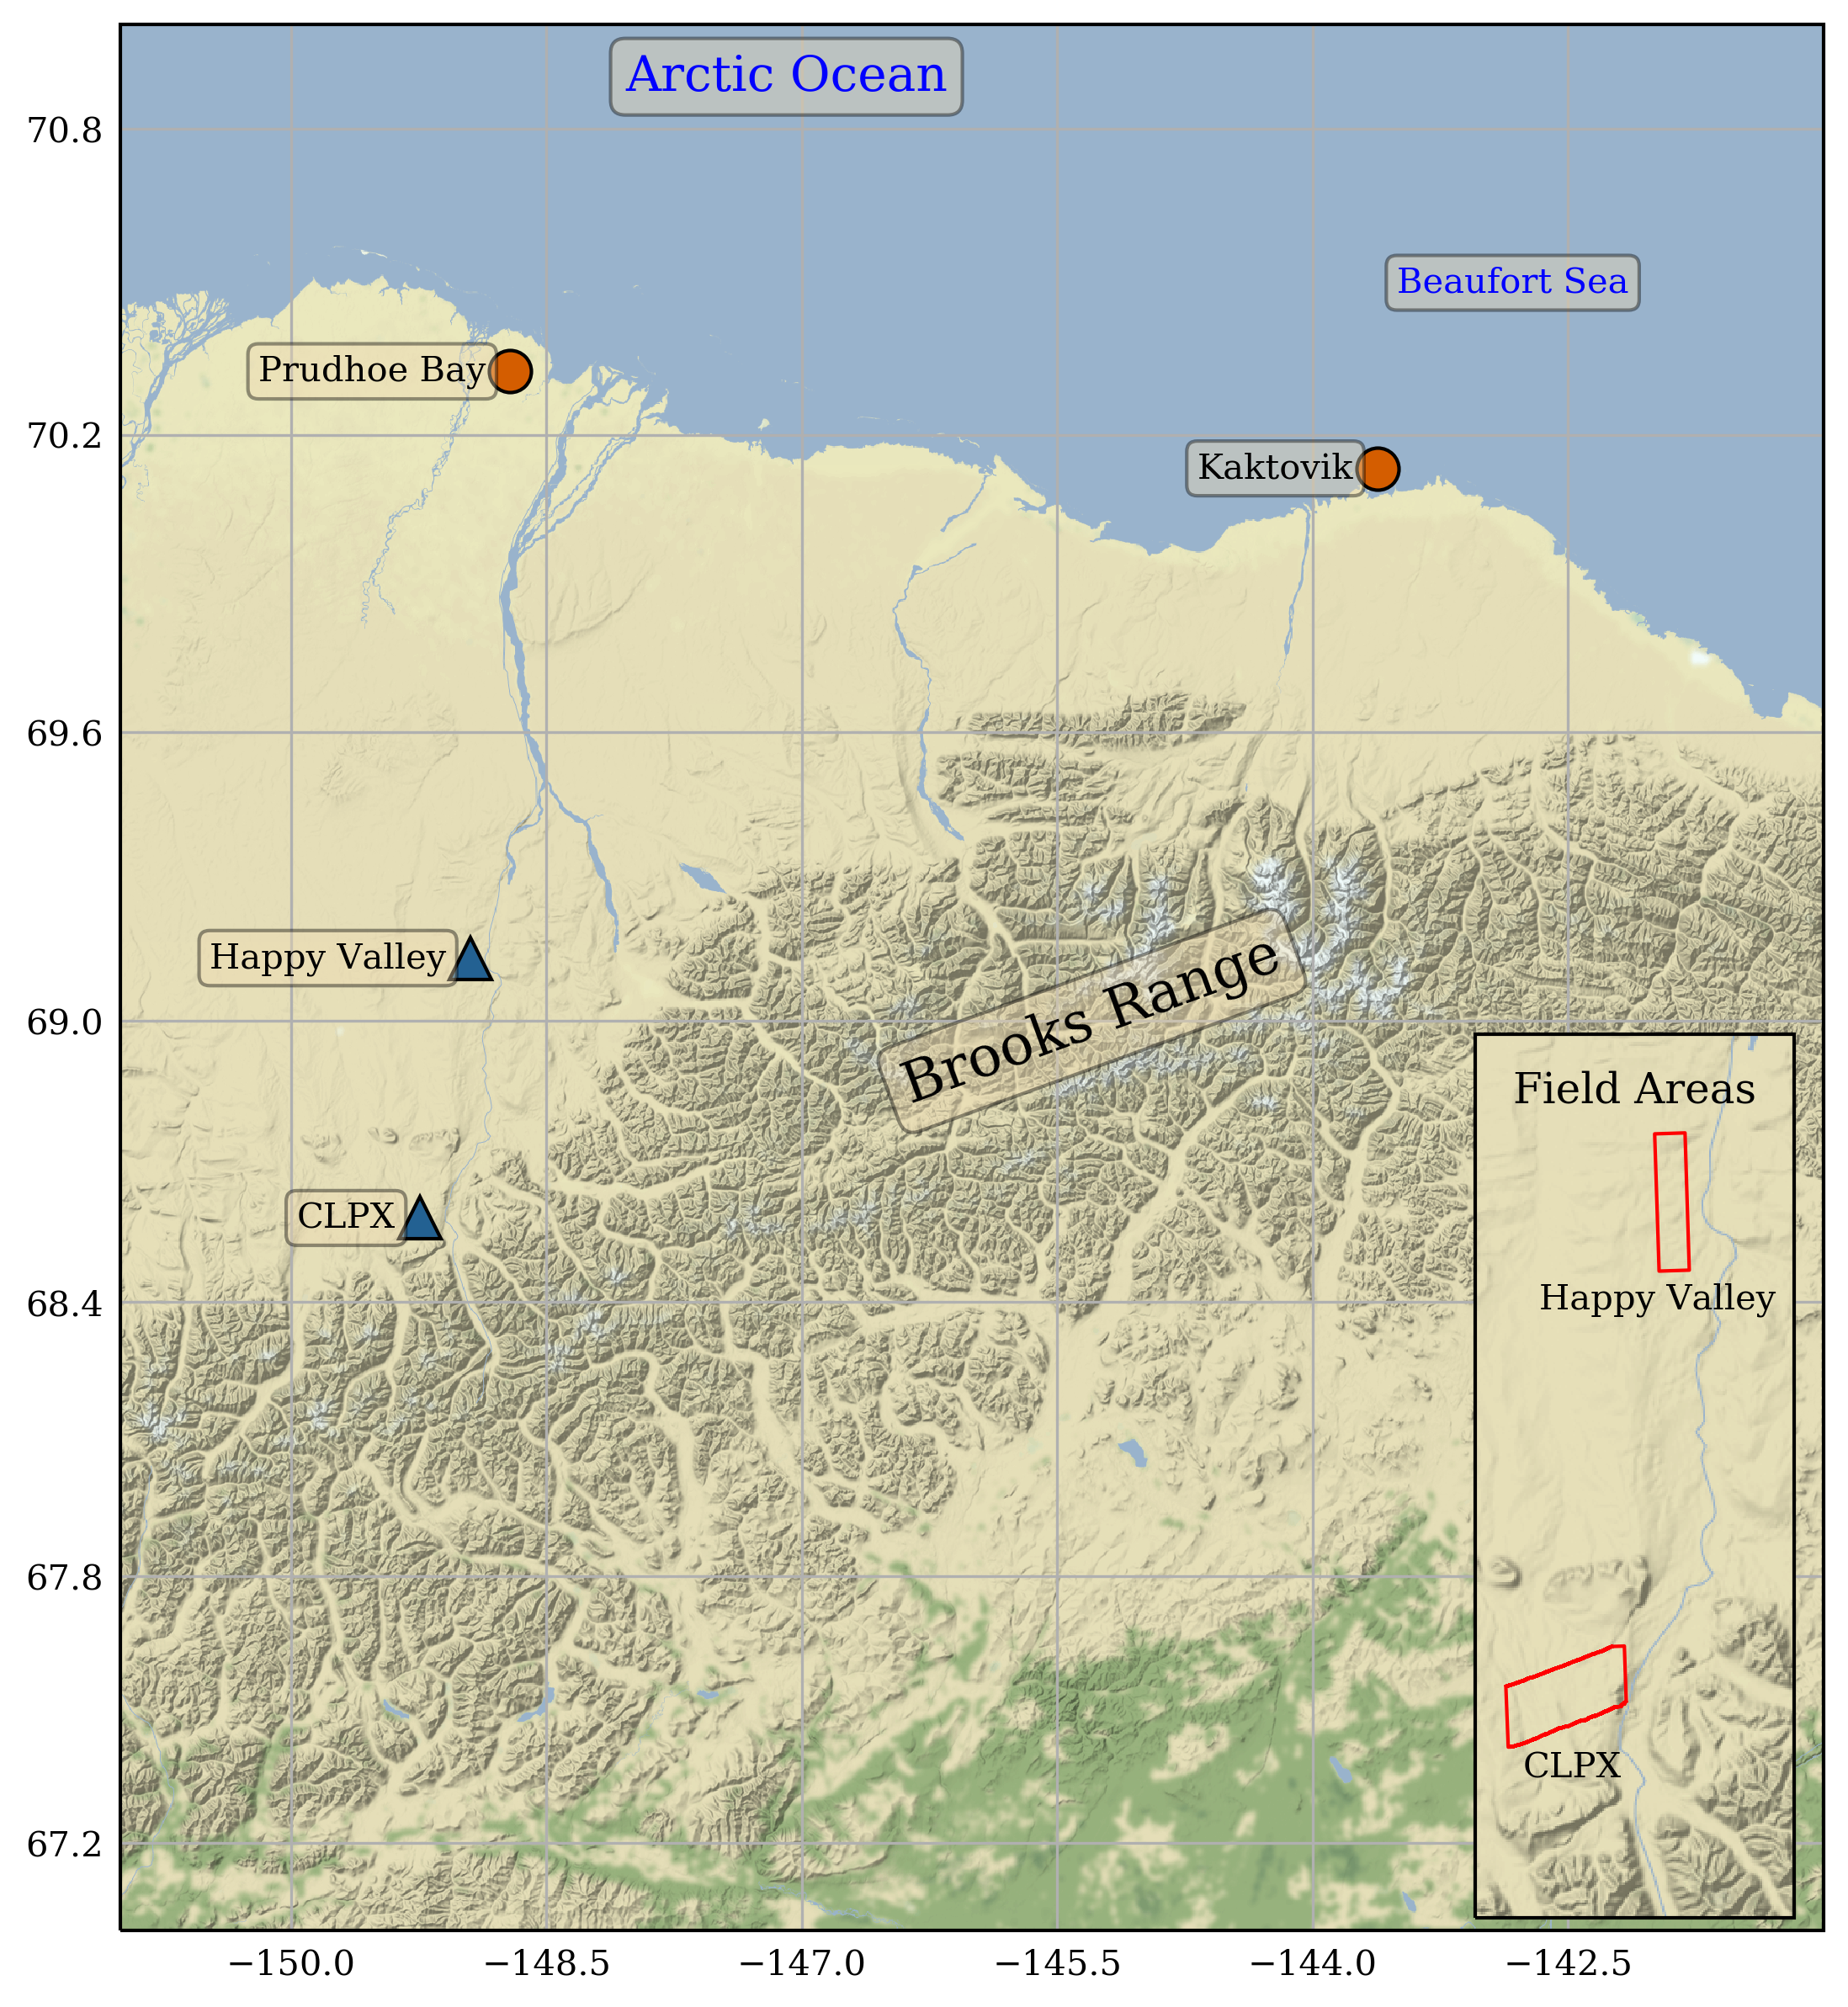 Arctic Ocean
70.8
Beaufort Sea
Prudhoe Bay
70.2
Kaktovik
69.6
Happy Valley
Brooks Range
69.0
Field Areas
CLPX
Happy Valley
68.4
67.8
CLPX
67.2
−150.0
−148.5
−147.0
−145.5
−144.0
−142.5